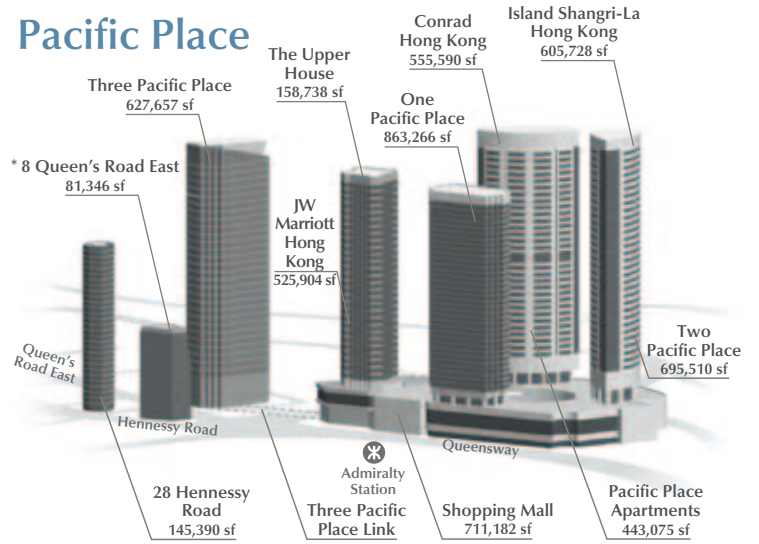 Pacific Place
Three Pacific Place
627,657 sf
* 8 Queen's Road East
81,346 sf
The Upper
House
158,738 sf
JW
Marriott
Hong
Kong
525,904 sf
Conrad
Hong Kong
555,590 sf
One
Pacific Place
863,266 sf
Island Shangri-La
Hong Kong
605,728 sf
Two
Pacific Place
695,510 sf
Queen's
Road East
Hennessy Road
Queensway
Admiralty
Station
28 Hennessy
Road
145,390 sf
Three Pacific
Place Link
Shopping Mall
711,182 sf
Pacific Place
Apartments
443,075 sf